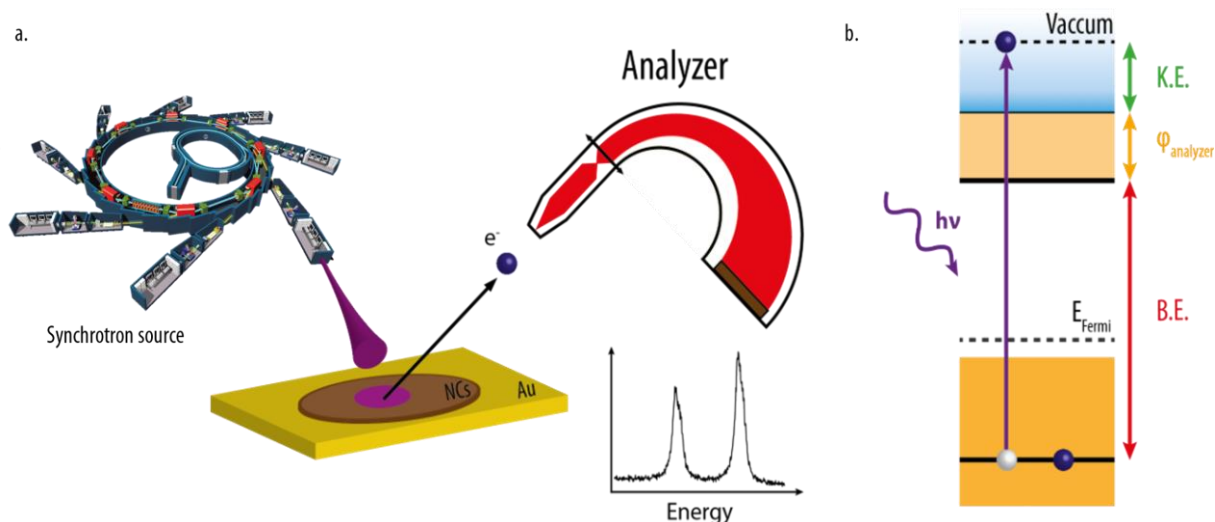 a.
Analyzer
e-
Synchrotron source
NCs
Au
Energy
b.
Vaccum
K.E.
φanalyzer
hν
EFermi
B.E.